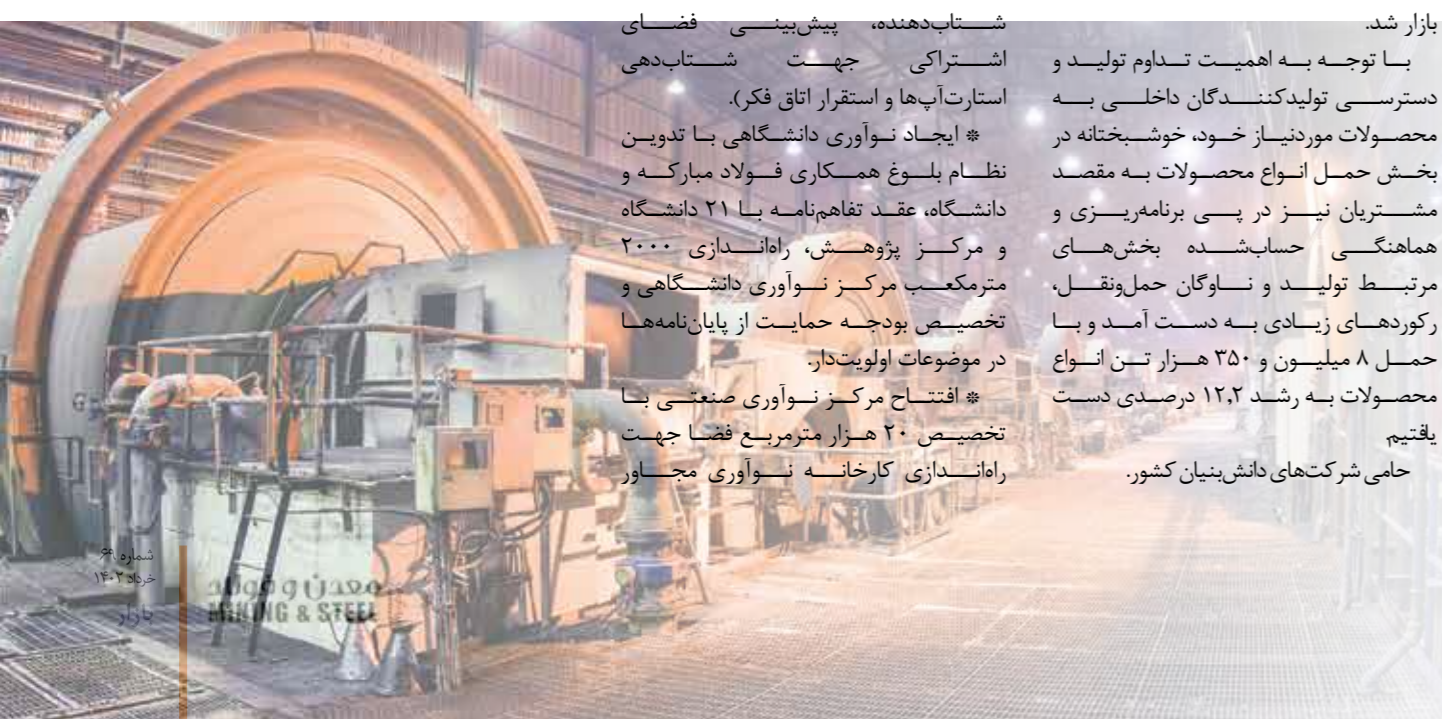 بازار شد.
با توجه به اهمیت تداوم تولید و
دسترسی تولیدکنندگان داخلی به
محصولات موردنیاز خود، خوشبختانه در
بخش حمل انواع محصولات به مقصد
مشتریان نیز در پی برنامه‌ریزی و
هماهنگی حساب‌شده بخش‌های
مرتبط تولید و ناوگان حمل‌ونقل،
رکوردهای زیادی به دست آمد و با
حمل ۸ میلیون و ۳۵۰ هزار تن انواع
محصولات به رشد ۱۲٫۲ درصدی دست
یافتیم
حامی شرکت‌های دانش‌بنیان کشور.
شتاب‌دهنده، پیش‌بینی فضای
اشتراکی جهت شتاب‌دهی
استارت‌آپ‌ها و استقرار اتاق فکر).
* ایجاد نوآوری دانشگاهی با تدوین
نظام بلوغ همکاری فولاد مبارکه و
دانشگاه، عقد تفاهم‌نامه با ۲۱ دانشگاه
و مرکز پژوهش، راه‌اندازی ۲۰۰۰
مترمکعب مرکز نوآوری دانشگاهی و
تخصیص بودجه حمایت از پایان‌نامه‌ها
در موضوعات اولویت‌دار.
* افتتاح مرکز نوآوری صنعتی با
تخصیص ۲۰ هزار مترمربع فضا جهت
راه‌اندازی کارخانه نوآوری مجاور
شماره ۶۹
خرداد ۱۴۰۲
بازار
معدن و فولاد
MINING & STEEL